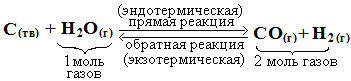 (эндотермическая)
прямая реакция
C(тв) + H2O(г) CO(г)+H2(г)
обратная реакция
(экзотермическая)
1 моль газов
2 моль газов